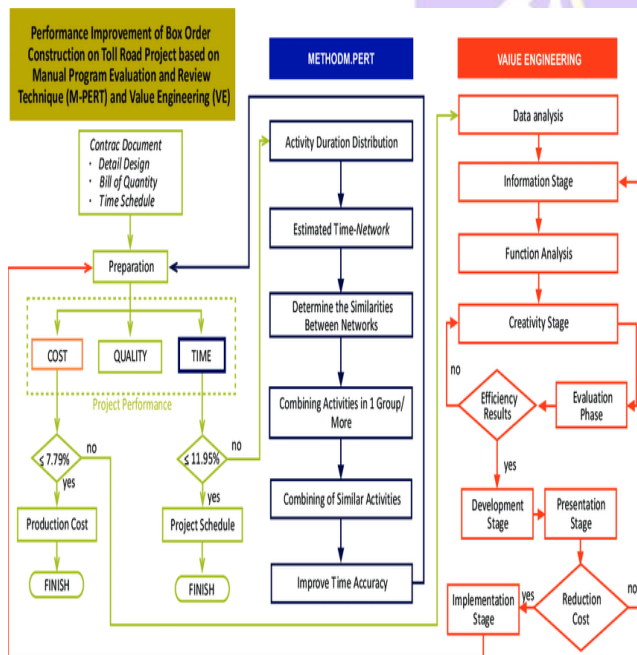 Performance Improvement of Box Order
Construction on Toll Road Project based on
Manual Program Evaluation and Review
Technique (M-PERT) and Value Engineering (VE)
Contrac Document
• Detail Design
• Bill of Quantity
• Time Schedule
Preparation
COST
QUALITY
TIME
Project Performance
≤ 7.79%
no
yes
Production Cost
FINISH
≤ 11.95%
no
yes
Project Schedule
FINISH
METHODM.PERT
Activity Duration Distribution
Estimated Time-Network
Determine the Similarities
Between Networks
Combining Activities in 1 Group/
More
Combining of Similar Activities
Improve Time Accuracy
VAIUE ENGINEERING
Data analysis
Information Stage
Function Analysis
Creativity Stage
no
Efficiency
Results
Evaluation
Phase
yes
Development
Stage
Presentation
Stage
Reduction
Cost
yes
no
Implementation
Stage